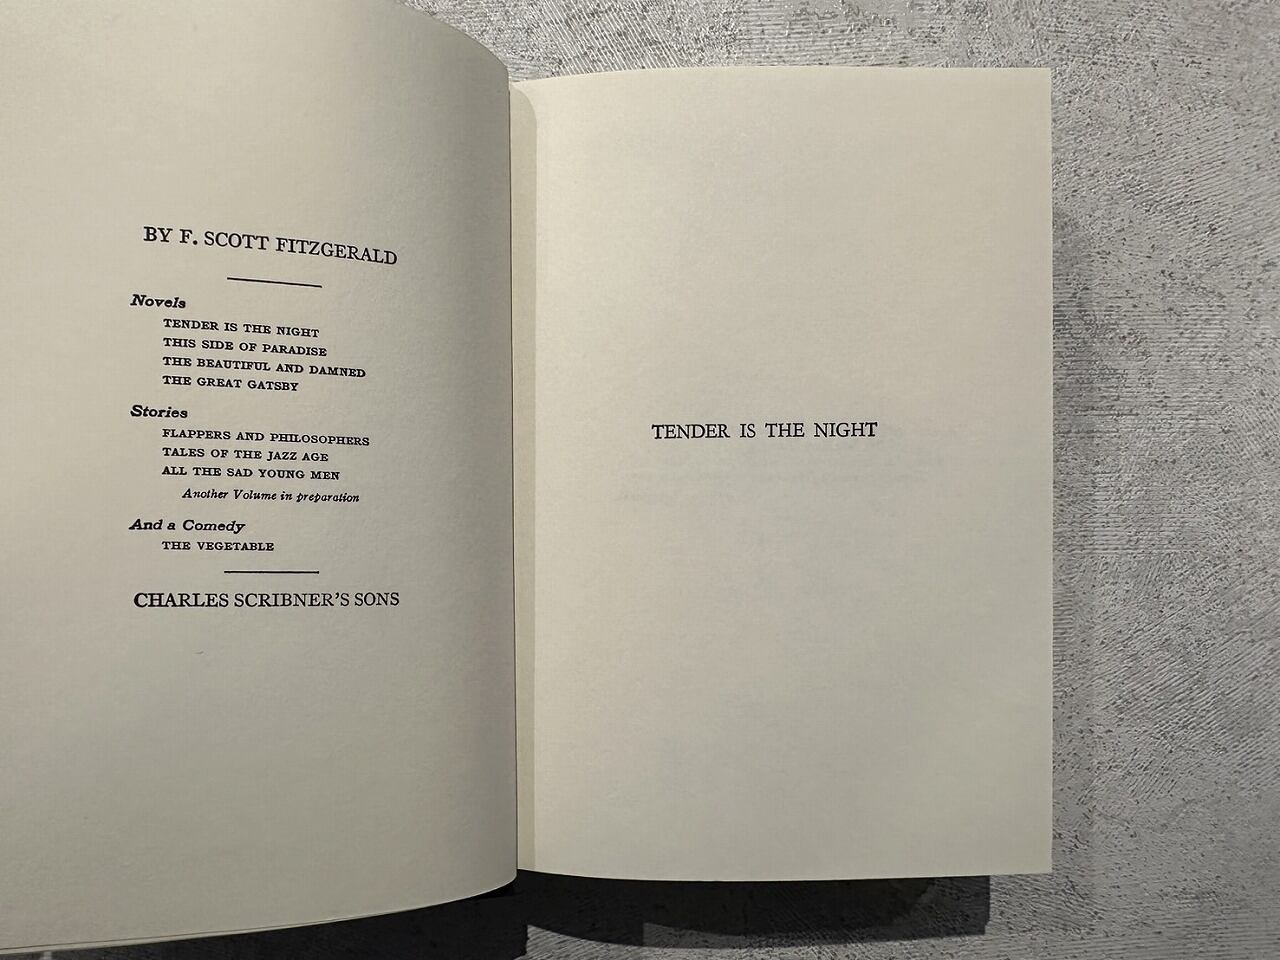 BY F. SCOTT FITZGERALD
Novels
TENDER IS THE NIGHT
THIS SIDE OF PARADISE
THE BEAUTIFUL AND DAMNED
THE GREAT GATSBY
Stories
FLAPPERS AND PHILOSOPHERS
TALES OF THE JAZZ AGE
ALL THE SAD YOUNG MEN
Another Volume in preparation
And a Comedy
THE VEGETABLE
CHARLES SCRIBNER'S SONS
TENDER IS THE NIGHT